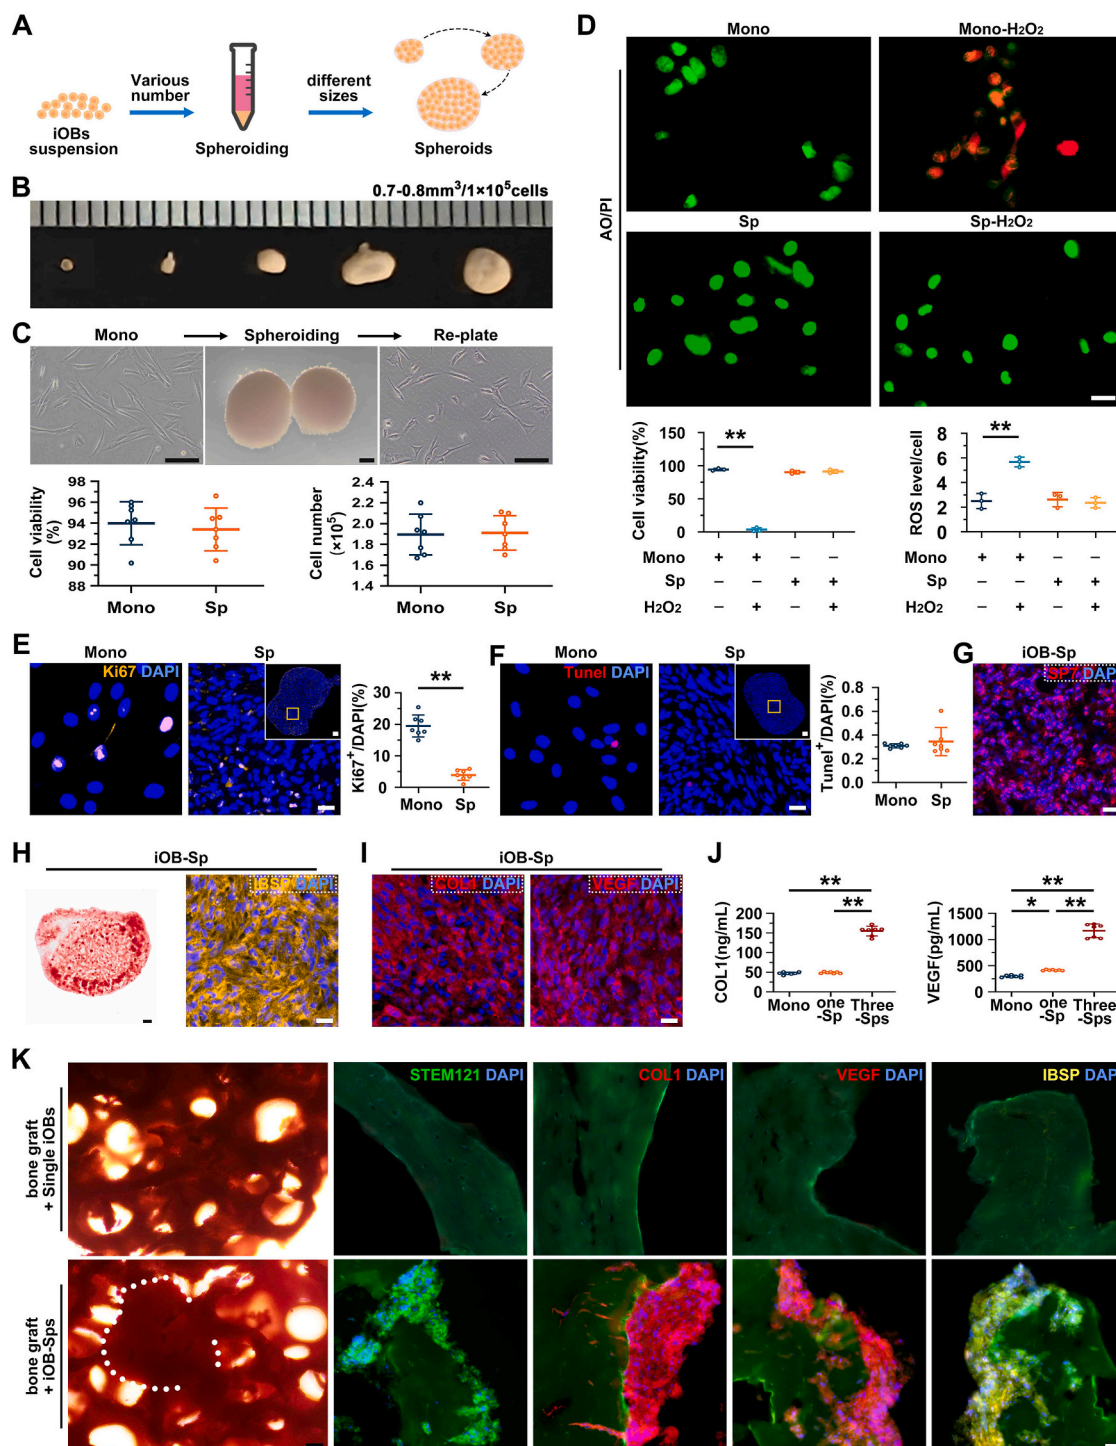 A
Various number
different sizes
iOBs suspension
Spheroiding
Spheroids
B
0.7-0.8mm³/1×10⁵cells
C
Mono
Spheroiding
Re-plate
Cell viability (%)
98
96
94
92
90
88
Mono
Sp
Cell number (×10⁵)
2.4
2.2
2.0
1.8
1.6
1.4
Mono
Sp
D
Mono
Mono-H₂O₂
AO/PI
Sp
Sp-H₂O₂
Cell viability(%)
150
100
50
0
**
Mono + + – –
Sp – – + +
H₂O₂ – + – +
ROS level/cell
8
6
4
2
0
**
Mono + + – –
Sp – – + +
H₂O₂ – + – +
E
Mono
Sp
Ki67 DAPI
Ki67⁺/DAPI(%)
30
20
10
0
**
Mono
Sp
F
Mono
Sp
Tunel DAPI
Tunel⁺/DAPI(%)
0.8
0.6
0.4
0.2
0.0
Mono
Sp
G
iOB-Sp
SP7 DAPI
H
iOB-Sp
IBSP DAPI
I
iOB-Sp
COL1 DAPI
VEGF DAPI
J
COL1(ng/mL)
200
150
100
50
0
**
**
Mono
one -Sp
Three -Sps
VEGF(pg/mL)
1500
1250
1000
500
250
0
**
*
**
Mono
one -Sp
Three -Sps
K
bone graft + Single iOBs
STEM121 DAPI
COL1 DAPI
VEGF DAPI
IBSP DAP
bone graft + iOB-Sps